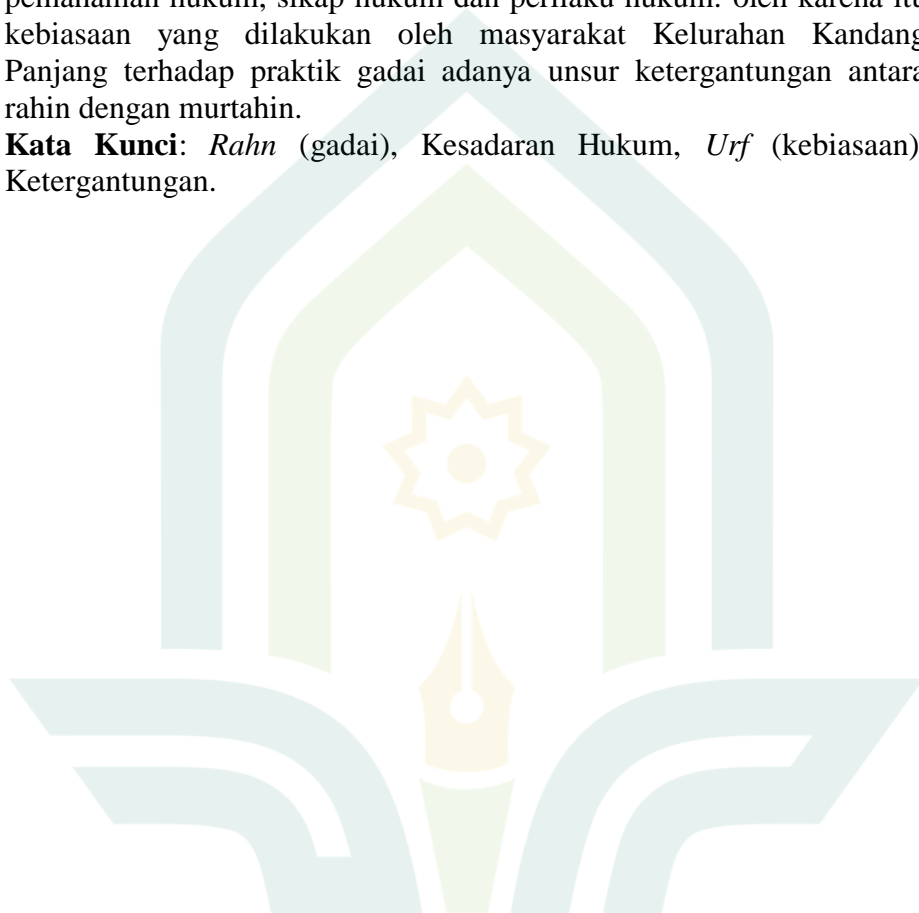 pemahaman hukum, sikap hukum dan perilaku hukum. oleh karena itu
kebiasaan yang dilakukan oleh masyarakat Kelurahan Kandang
Panjang terhadap praktik gadai adanya unsur ketergantungan antara
rahin dengan murtahin.
Kata Kunci: Rahn (gadai), Kesadaran Hukum, Urf (kebiasaan)
Ketergantungan.